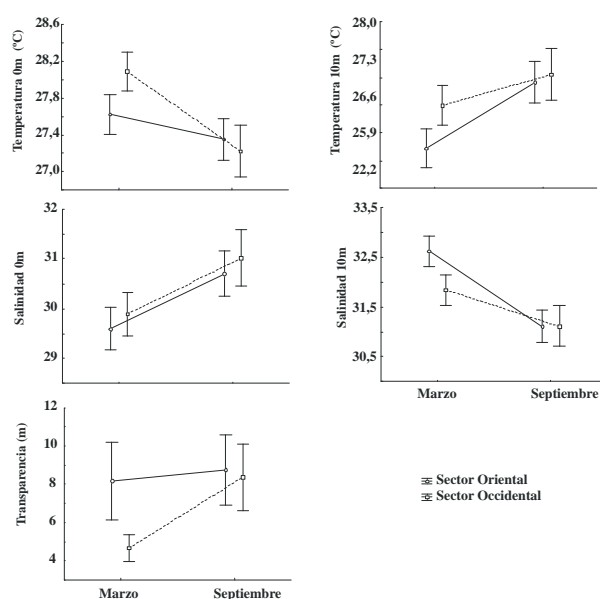 Temperatura 0m (ºC)
28,6
28,2
27,8
27,4
27,0
Temperatura 10m (ºC)
28,0
27,3
26,6
25,9
22,2
Salinidad 0m
32
31
30
29
Salinidad 10m
33,5
32,5
31,5
30,5
Marzo
Septiembre
Transparencia (m)
12
10
8
6
4
Marzo
Septiembre
Sector Oriental
Sector Occidental